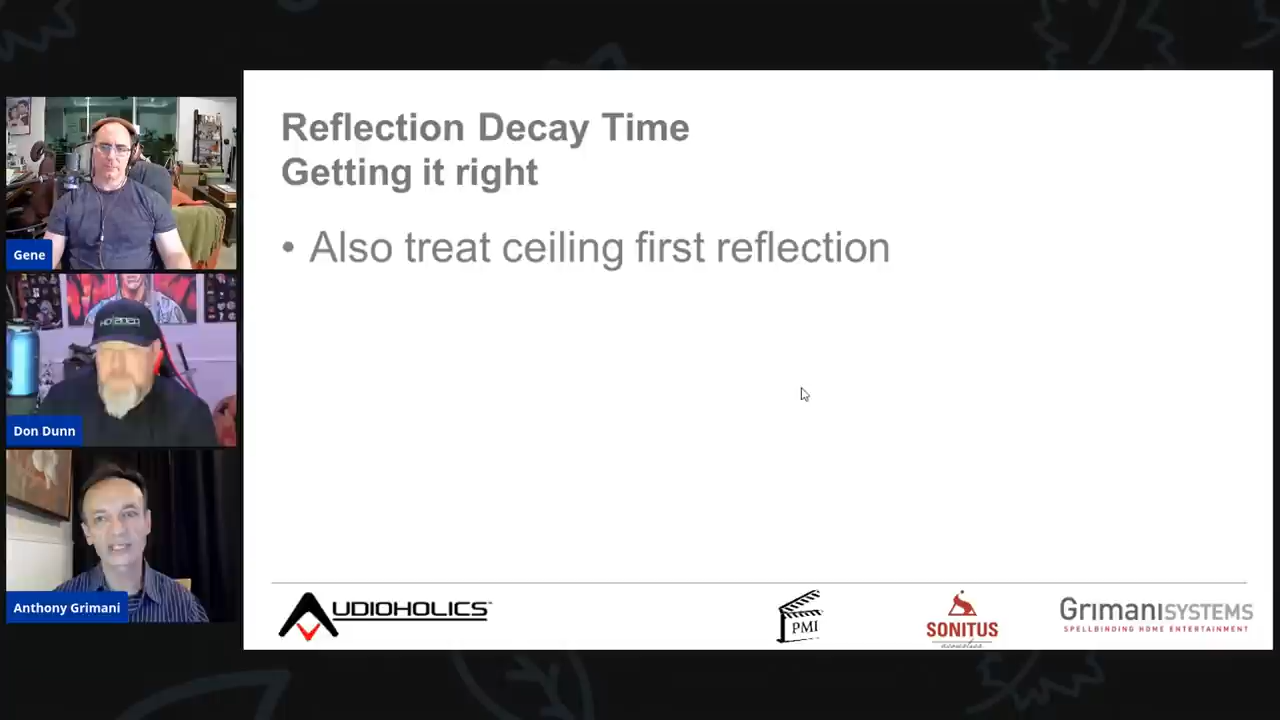 Gene
Don Dunn
Anthony Grimani
Reflection Decay Time
Getting it right
• Also treat ceiling first reflection
AUDIOHOLICS
PMI
SONITUS
acoustics
GRIMANISYSTEMS
SPELLBINDING HOME ENTERTAINMENT